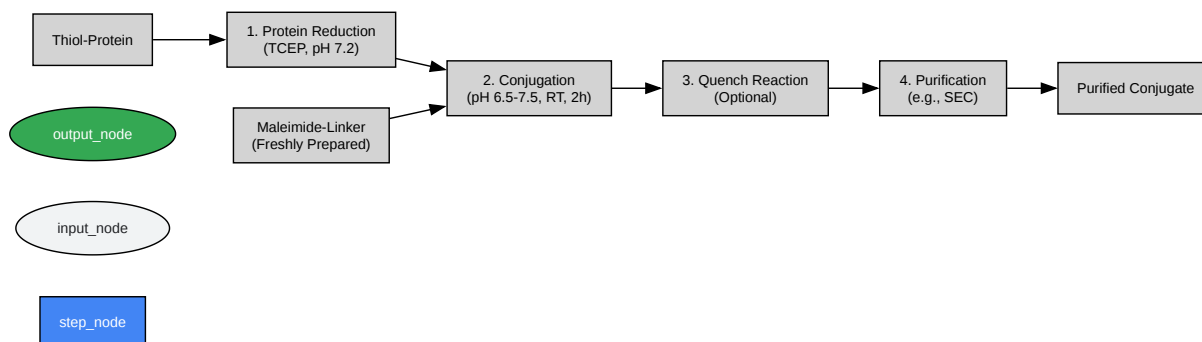 Thiol-Protein
1. Protein Reduction
(TCEP, pH 7.2)
Maleimide-Linker
(Freshly Prepared)
2. Conjugation
(pH 6.5-7.5, RT, 2h)
3. Quench Reaction
(Optional)
4. Purification
(e.g., SEC)
Purified Conjugate
output_node
input_node
step_node